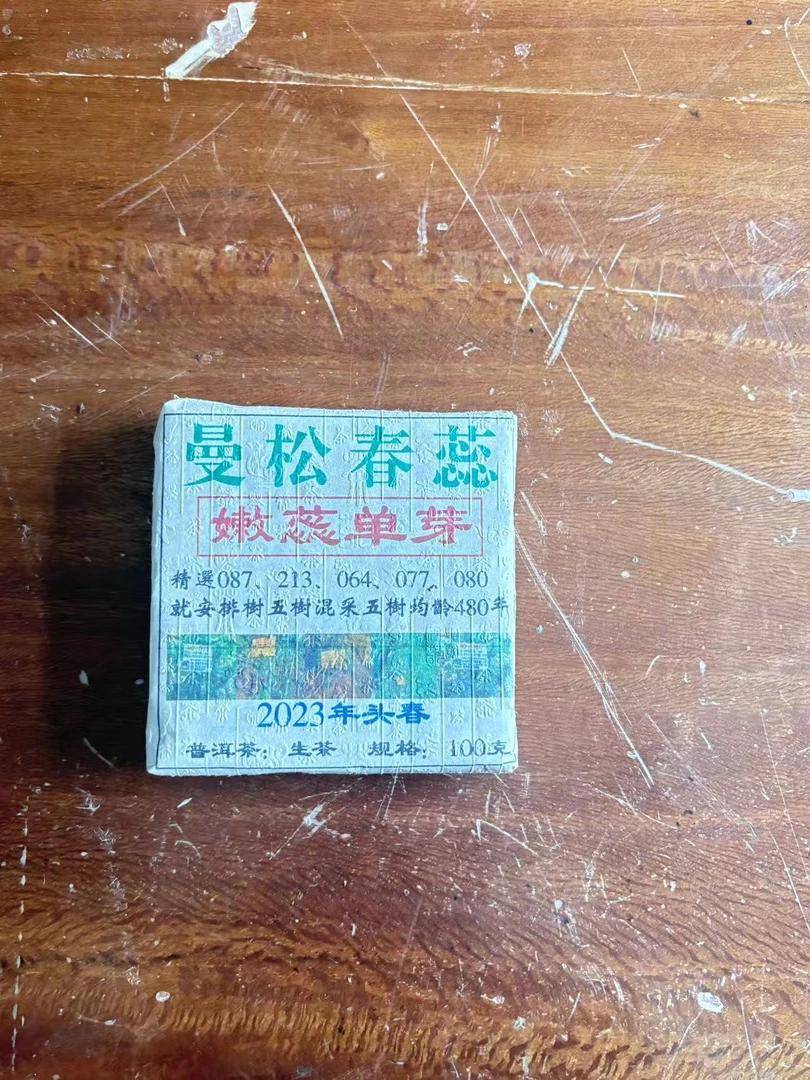 曼松春蕊
嫩蕊单芽
精選087、213、064、077、080
就安排樹五樹混采五樹均齡480年
2023年头春
普洱茶：生茶 规格：100克